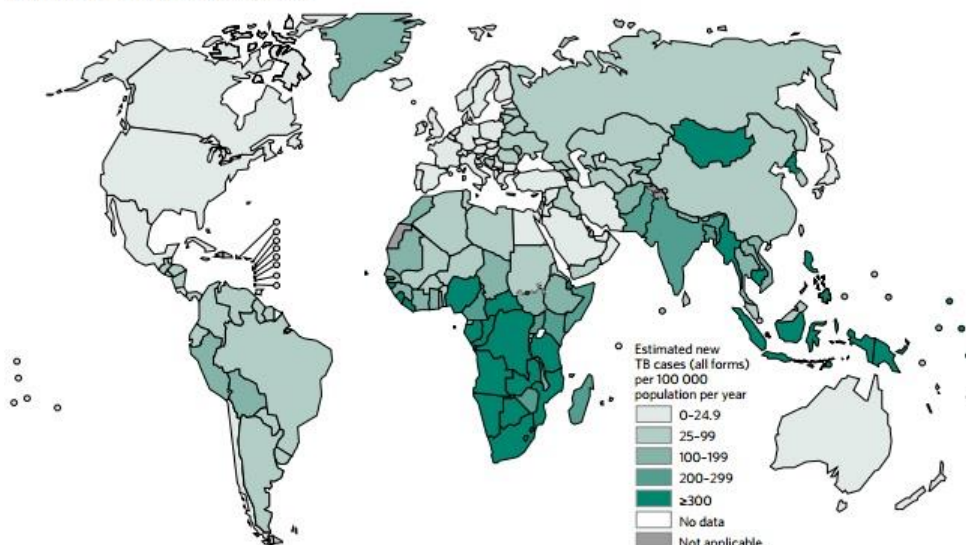 Estimated new
TB cases (all forms)
per 100 000
population per year
0–24.9
25–99
100–199
200–299
≥300
No data
Not applicable